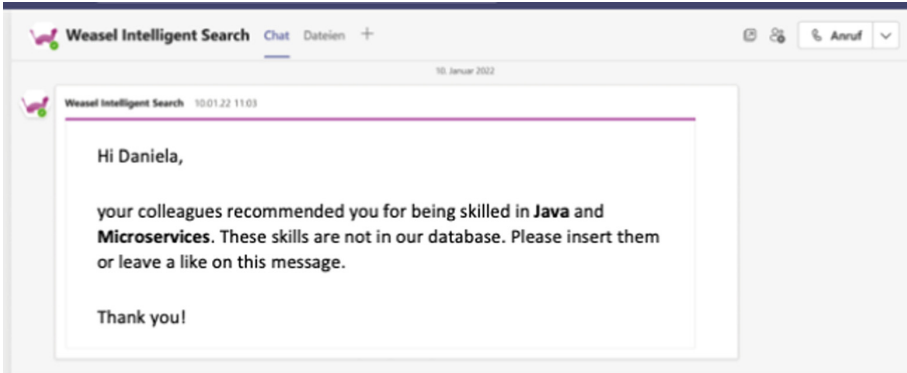 Weasel Intelligent Search Chat Dateien + Anruf
10. Januar 2022
Weasel Intelligent Search 10.01.22 11:03
Hi Daniela,
your colleagues recommended you for being skilled in Java and
Microservices. These skills are not in our database. Please insert them
or leave a like on this message.
Thank you!